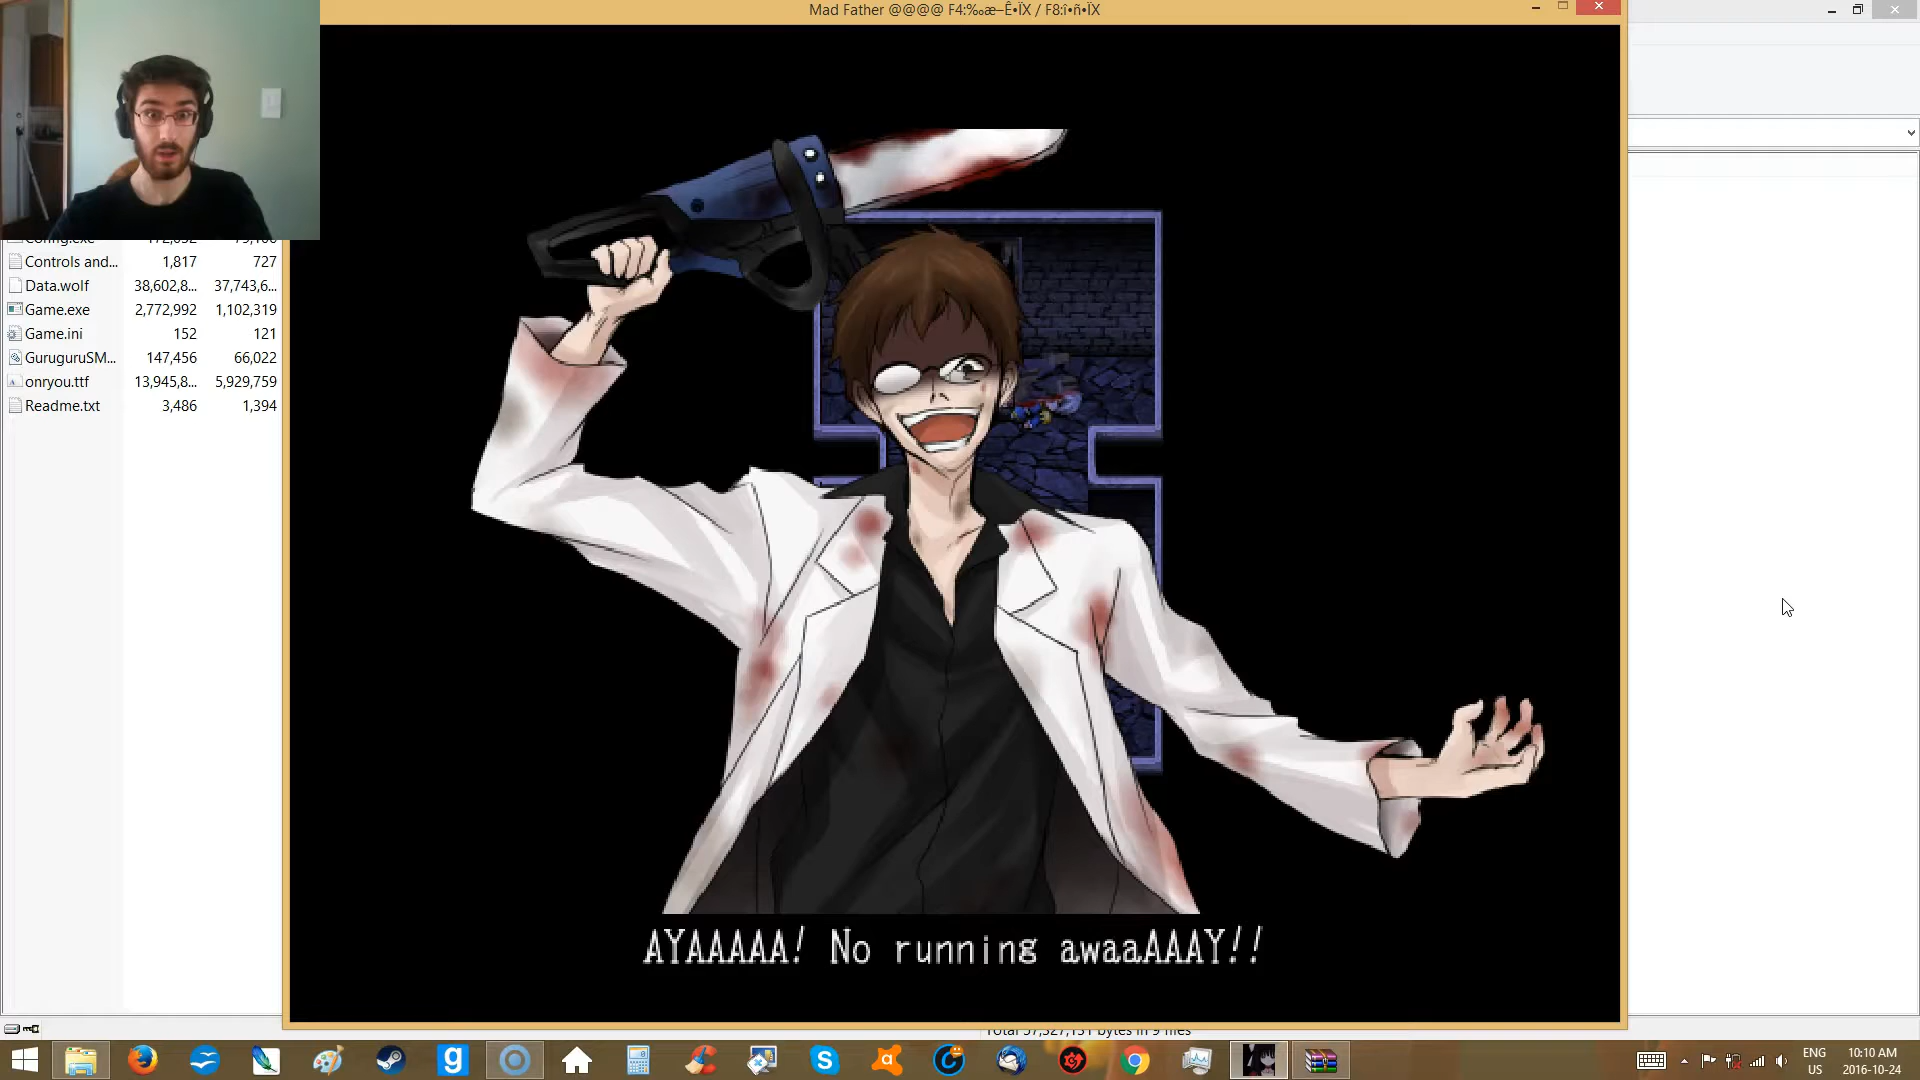 Mad Father @@@@ F4:‰æ–Ê•ÏX / F8:î•ñ•ÏX
Controls and... 1,817 727
Data.wolf 38,602,8... 37,743,6...
Game.exe 2,772,992 1,102,319
Game.ini 152 121
GuruguruSM... 147,456 66,022
onryou.ttf 13,945,8... 5,929,759
Readme.txt 3,486 1,394
AYAAAAA! No running awaaAAAY!!
ENG 10:10 AM
US 2016-10-24